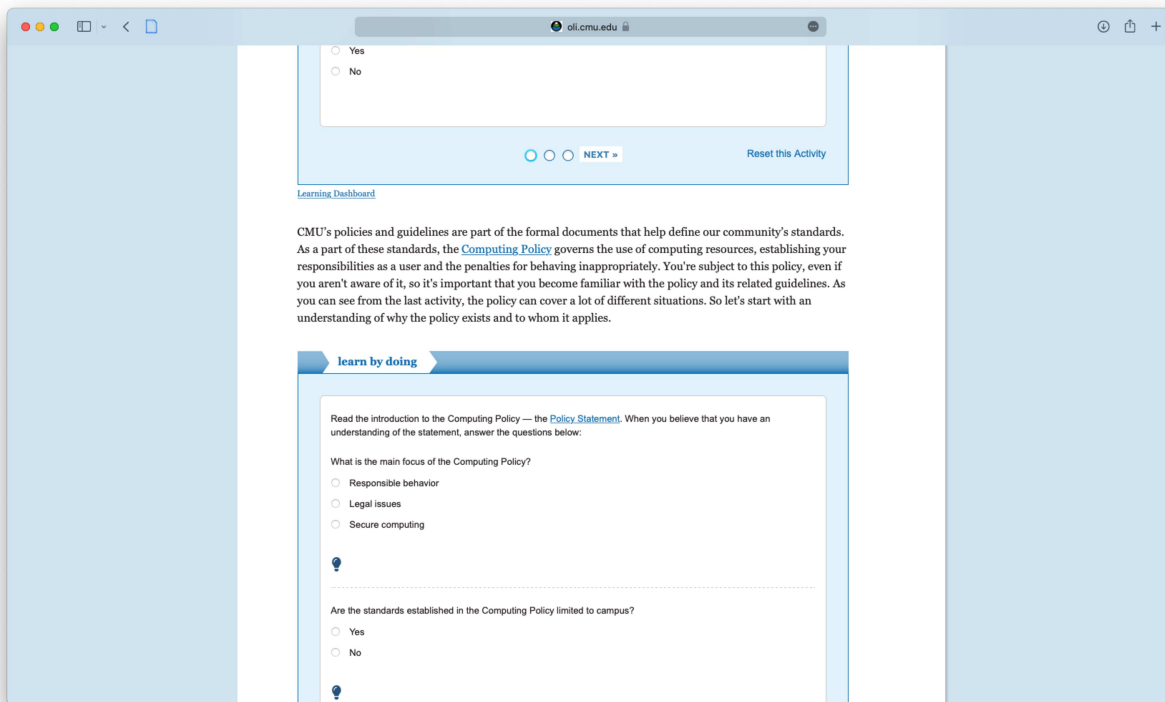 oli.cmu.edu
Yes
No
NEXT »
Reset this Activity
Learning Dashboard
CMU's policies and guidelines are part of the formal documents that help define our community's standards.
As a part of these standards, the Computing Policy governs the use of computing resources, establishing your
responsibilities as a user and the penalties for behaving inappropriately. You're subject to this policy, even if
you aren't aware of it, so it's important that you become familiar with the policy and its related guidelines. As
you can see from the last activity, the policy can cover a lot of different situations. So let's start with an
understanding of why the policy exists and to whom it applies.
learn by doing
Read the introduction to the Computing Policy — the Policy Statement. When you believe that you have an
understanding of the statement, answer the questions below:
What is the main focus of the Computing Policy?
Responsible behavior
Legal issues
Secure computing
Are the standards established in the Computing Policy limited to campus?
Yes
No